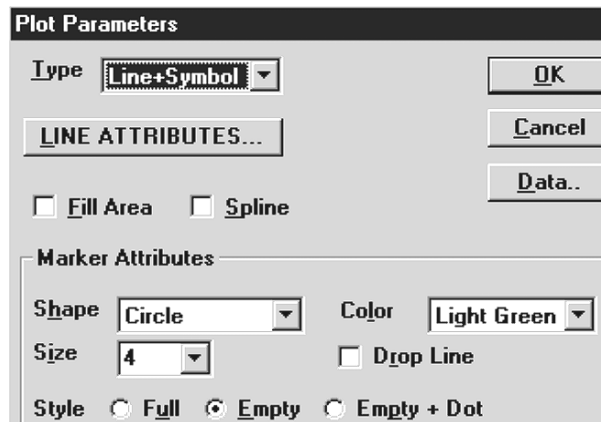 Plot Parameters
Type Line+Symbol OK
LINE ATTRIBUTES... Cancel
Data..
Fill Area Spline
Marker Attributes
Shape Circle Color Light Green
Size 4 Drop Line
Style Full Empty Empty + Dot